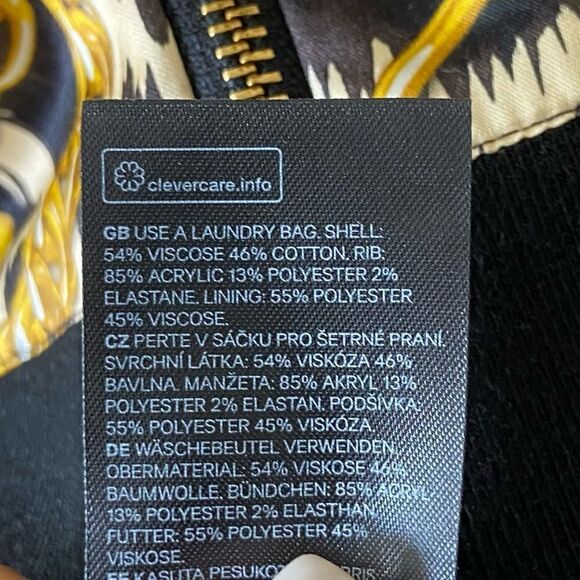 clevercare.info
GB USE A LAUNDRY BAG. SHELL:
54% VISCOSE 46% COTTON. RIB:
85% ACRYLIC 13% POLYESTER 2%
ELASTANE. LINING: 55% POLYESTER
45% VISCOSE.
CZ PERTE V SÁČKU PRO ŠETRNÉ PRANÍ.
SVRCHNÍ LÁTKA: 54% VISKÓZA 46%
BAVLNA. MANŽETA: 85% AKRYL 13%
POLYESTER 2% ELASTAN. PODŠÍVKA:
55% POLYESTER 45% VISKÓZA.
DE WÄSCHEBEUTEL VERWENDEN.
OBERMATERIAL: 54% VISKOSE 46%
BAUMWOLLE. BÜNDCHEN: 85% ACRYL
13% POLYESTER 2% ELASTHAN.
FUTTER: 55% POLYESTER 45%
VISKOSE.
EE KASUTA